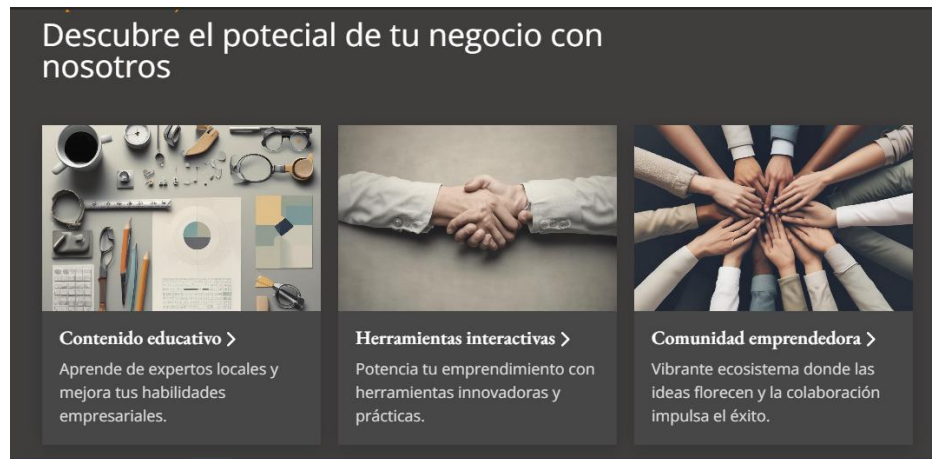 Descubre el potecial de tu negocio con
nosotros
Contenido educativo
Aprende de expertos locales y
mejora tus habilidades
empresariales.
Herramientas interactivas
Potencia tu emprendimiento con
herramientas innovadoras y
prácticas.
Comunidad emprendedora
Vibrante ecosistema donde las
ideas florecen y la colaboración
impulsa el éxito.